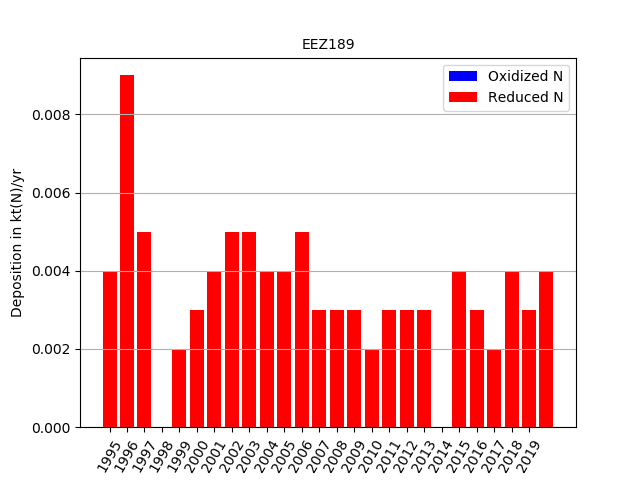 EEZ189
Oxidized N
Reduced N
Deposition in kt(N)/yr
0.008
0.006
0.004
0.002
0.000
1995 1996 1997 1998 1999 2000 2001 2002 2003 2004 2005 2006 2007 2008 2009 2010 2011 2012 2013 2014 2015 2016 2017 2018 2019